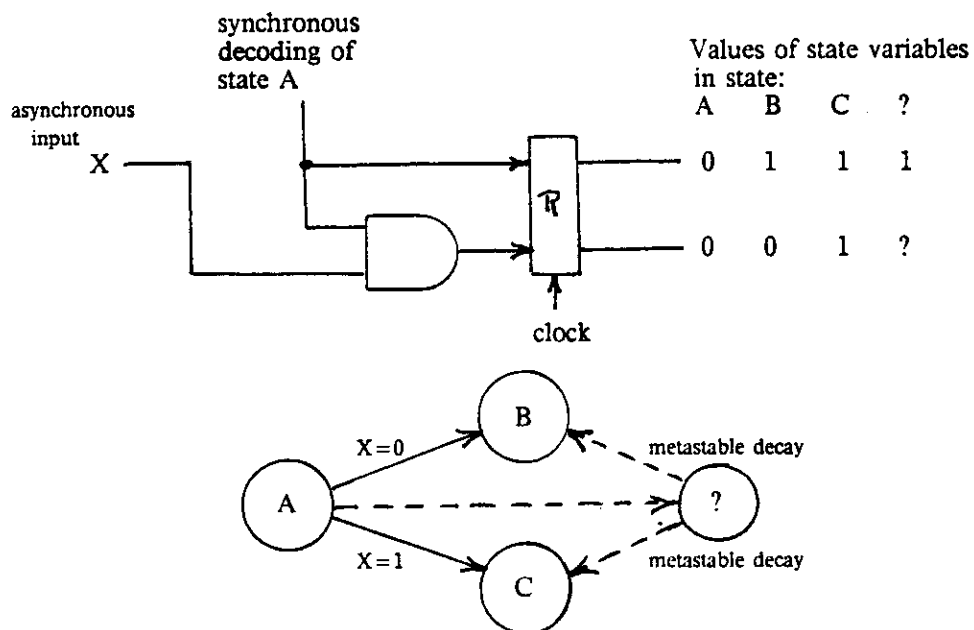 synchronous
decoding of
state A
Values of state variables
in state:
A B C ?
asynchronous
input
X
0 1 1 1
R
0 0 1 ?
clock
B
X=0
metastable decay
A
?
X=1
metastable decay
C